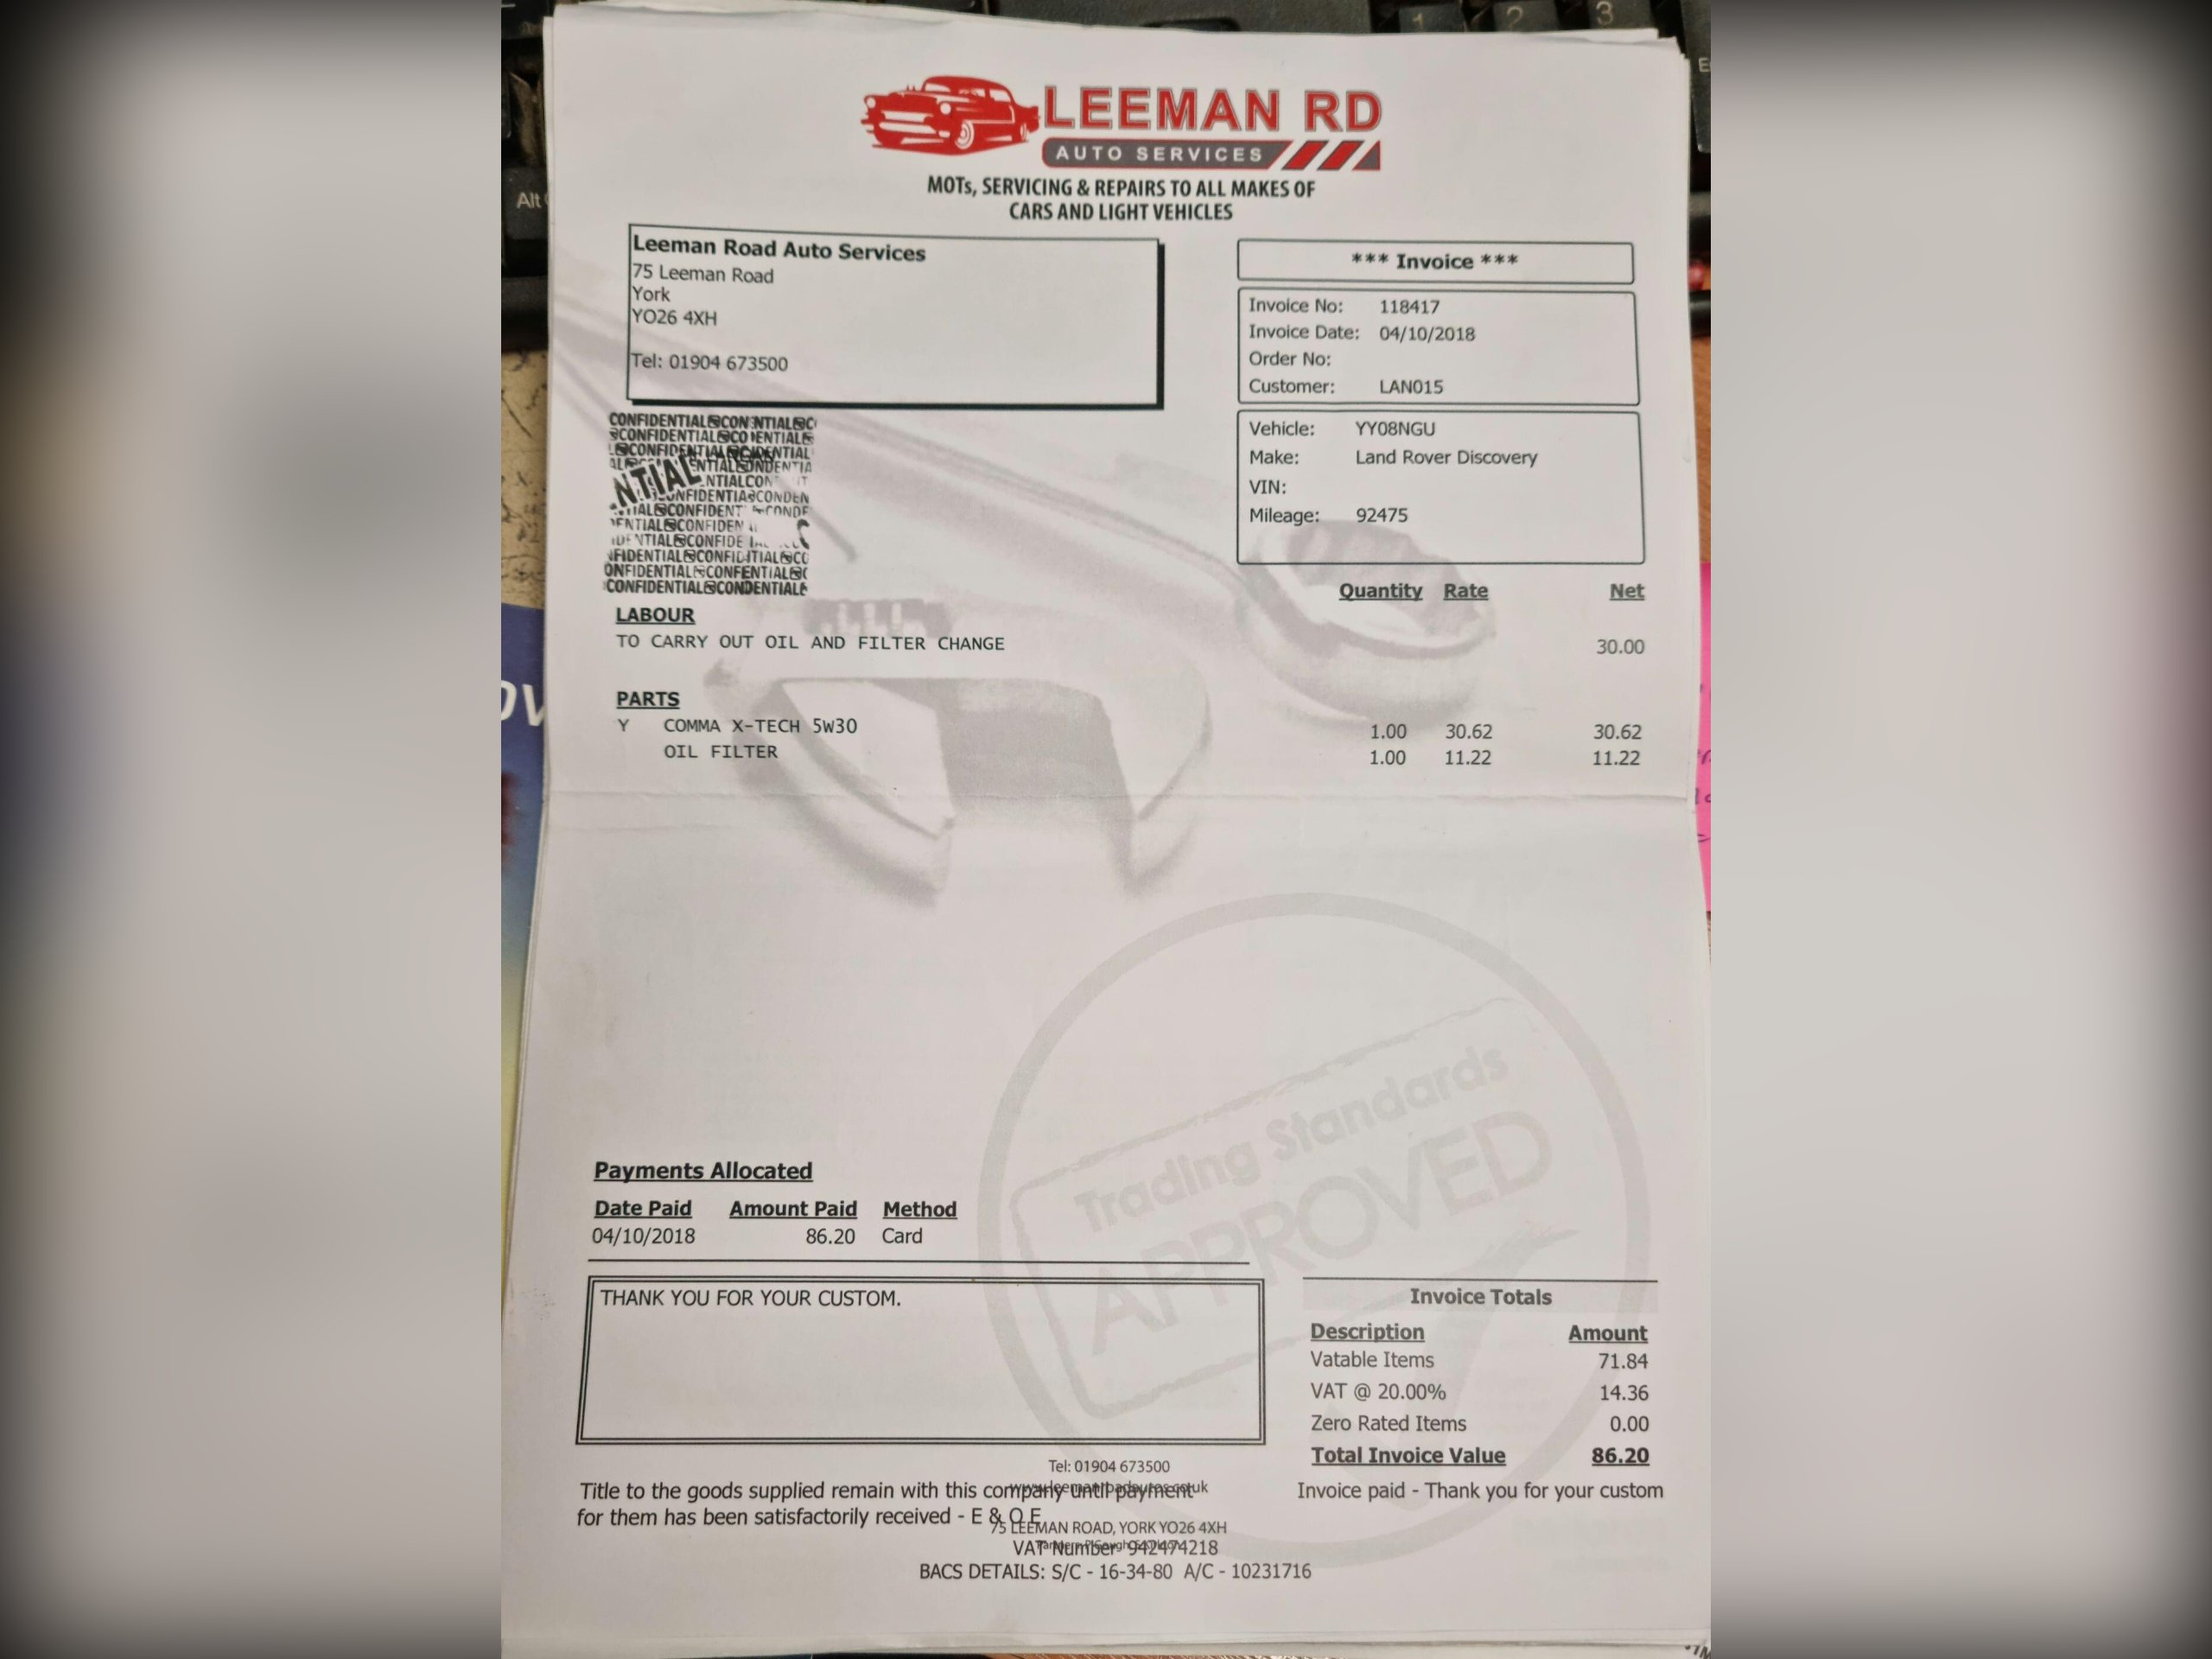 LEEMAN RD
AUTO SERVICES
MOTs, SERVICING & REPAIRS TO ALL MAKES OF
CARS AND LIGHT VEHICLES
Leeman Road Auto Services
75 Leeman Road
York
YO26 4XH
Tel: 01904 673500
*** Invoice ***
Invoice No: 118417
Invoice Date: 04/10/2018
Order No:
Customer: LAN015
Vehicle: YY08NGU
Make: Land Rover Discovery
VIN:
Mileage: 92475
CONFIDENTIAL
Quantity Rate Net
LABOUR
TO CARRY OUT OIL AND FILTER CHANGE 30.00
PARTS
Y COMMA X-TECH 5W30 1.00 30.62 30.62
OIL FILTER 1.00 11.22 11.22
Trading Standards
APPROVED
Payments Allocated
Date Paid Amount Paid Method
04/10/2018 86.20 Card
THANK YOU FOR YOUR CUSTOM.
Invoice Totals
Description Amount
Vatable Items 71.84
VAT @ 20.00% 14.36
Zero Rated Items 0.00
Total Invoice Value 86.20
Invoice paid - Thank you for your custom
Tel: 01904 673500
Title to the goods supplied remain with this company until payment
for them has been satisfactorily received - E & O E
75 LEEMAN ROAD, YORK YO26 4XH
VAT Number 942474218
BACS DETAILS: S/C - 16-34-80 A/C - 10231716
Alt
1
2
3